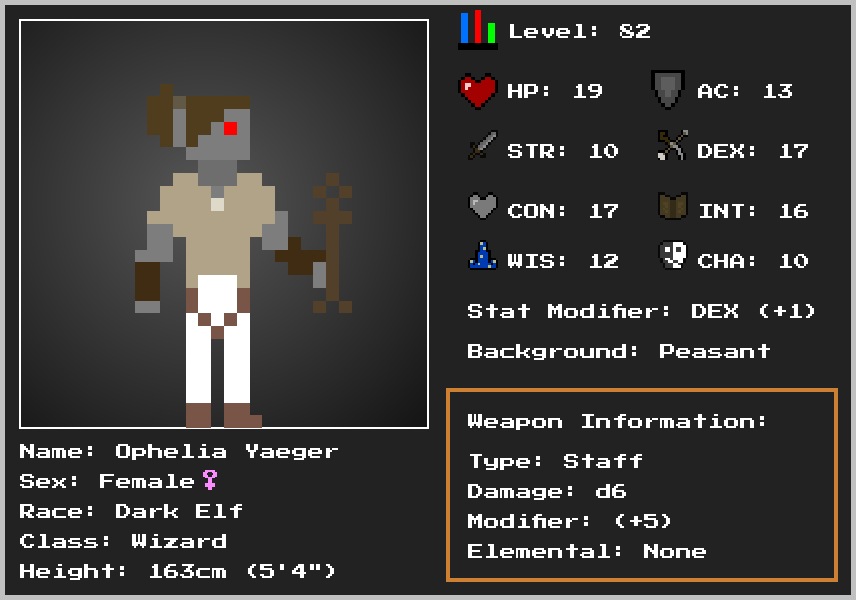 Level: 82
HP: 19
AC: 13
STR: 10
DEX: 17
CON: 17
INT: 16
WIS: 12
CHA: 10
Stat Modifier: DEX (+1)
Background: Peasant
Weapon Information:
Type: Staff
Damage: d6
Modifier: (+5)
Elemental: None
Name: Ophelia Yaeger
Sex: Female♀
Race: Dark Elf
Class: Wizard
Height: 163cm (5'4")